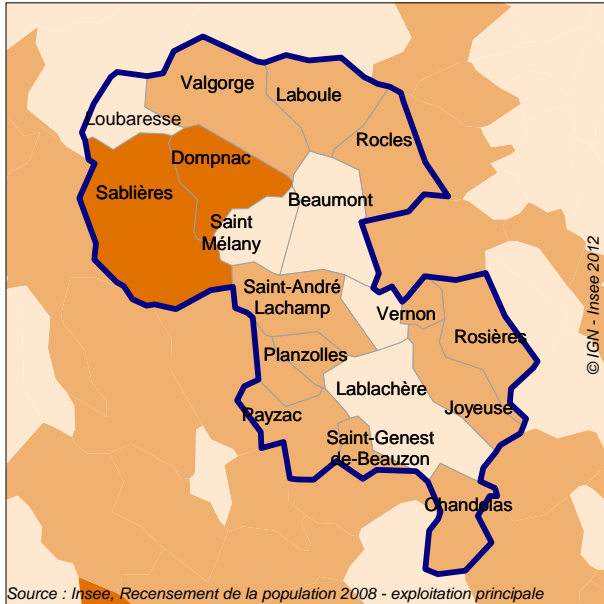 Valgorge
Laboule
Loubaresse
Rocles
Dompnac
Sablières
Beaumont
Saint
Mélany
Saint-André
Lachamp
Vernon
Rosières
Planzolles
Lablachère
Payzac
Joyeuse
Saint-Genest
de-Beauzon
Chandolas
© IGN - Insee 2012
Source : Insee, Recensement de la population 2008 - exploitation principale